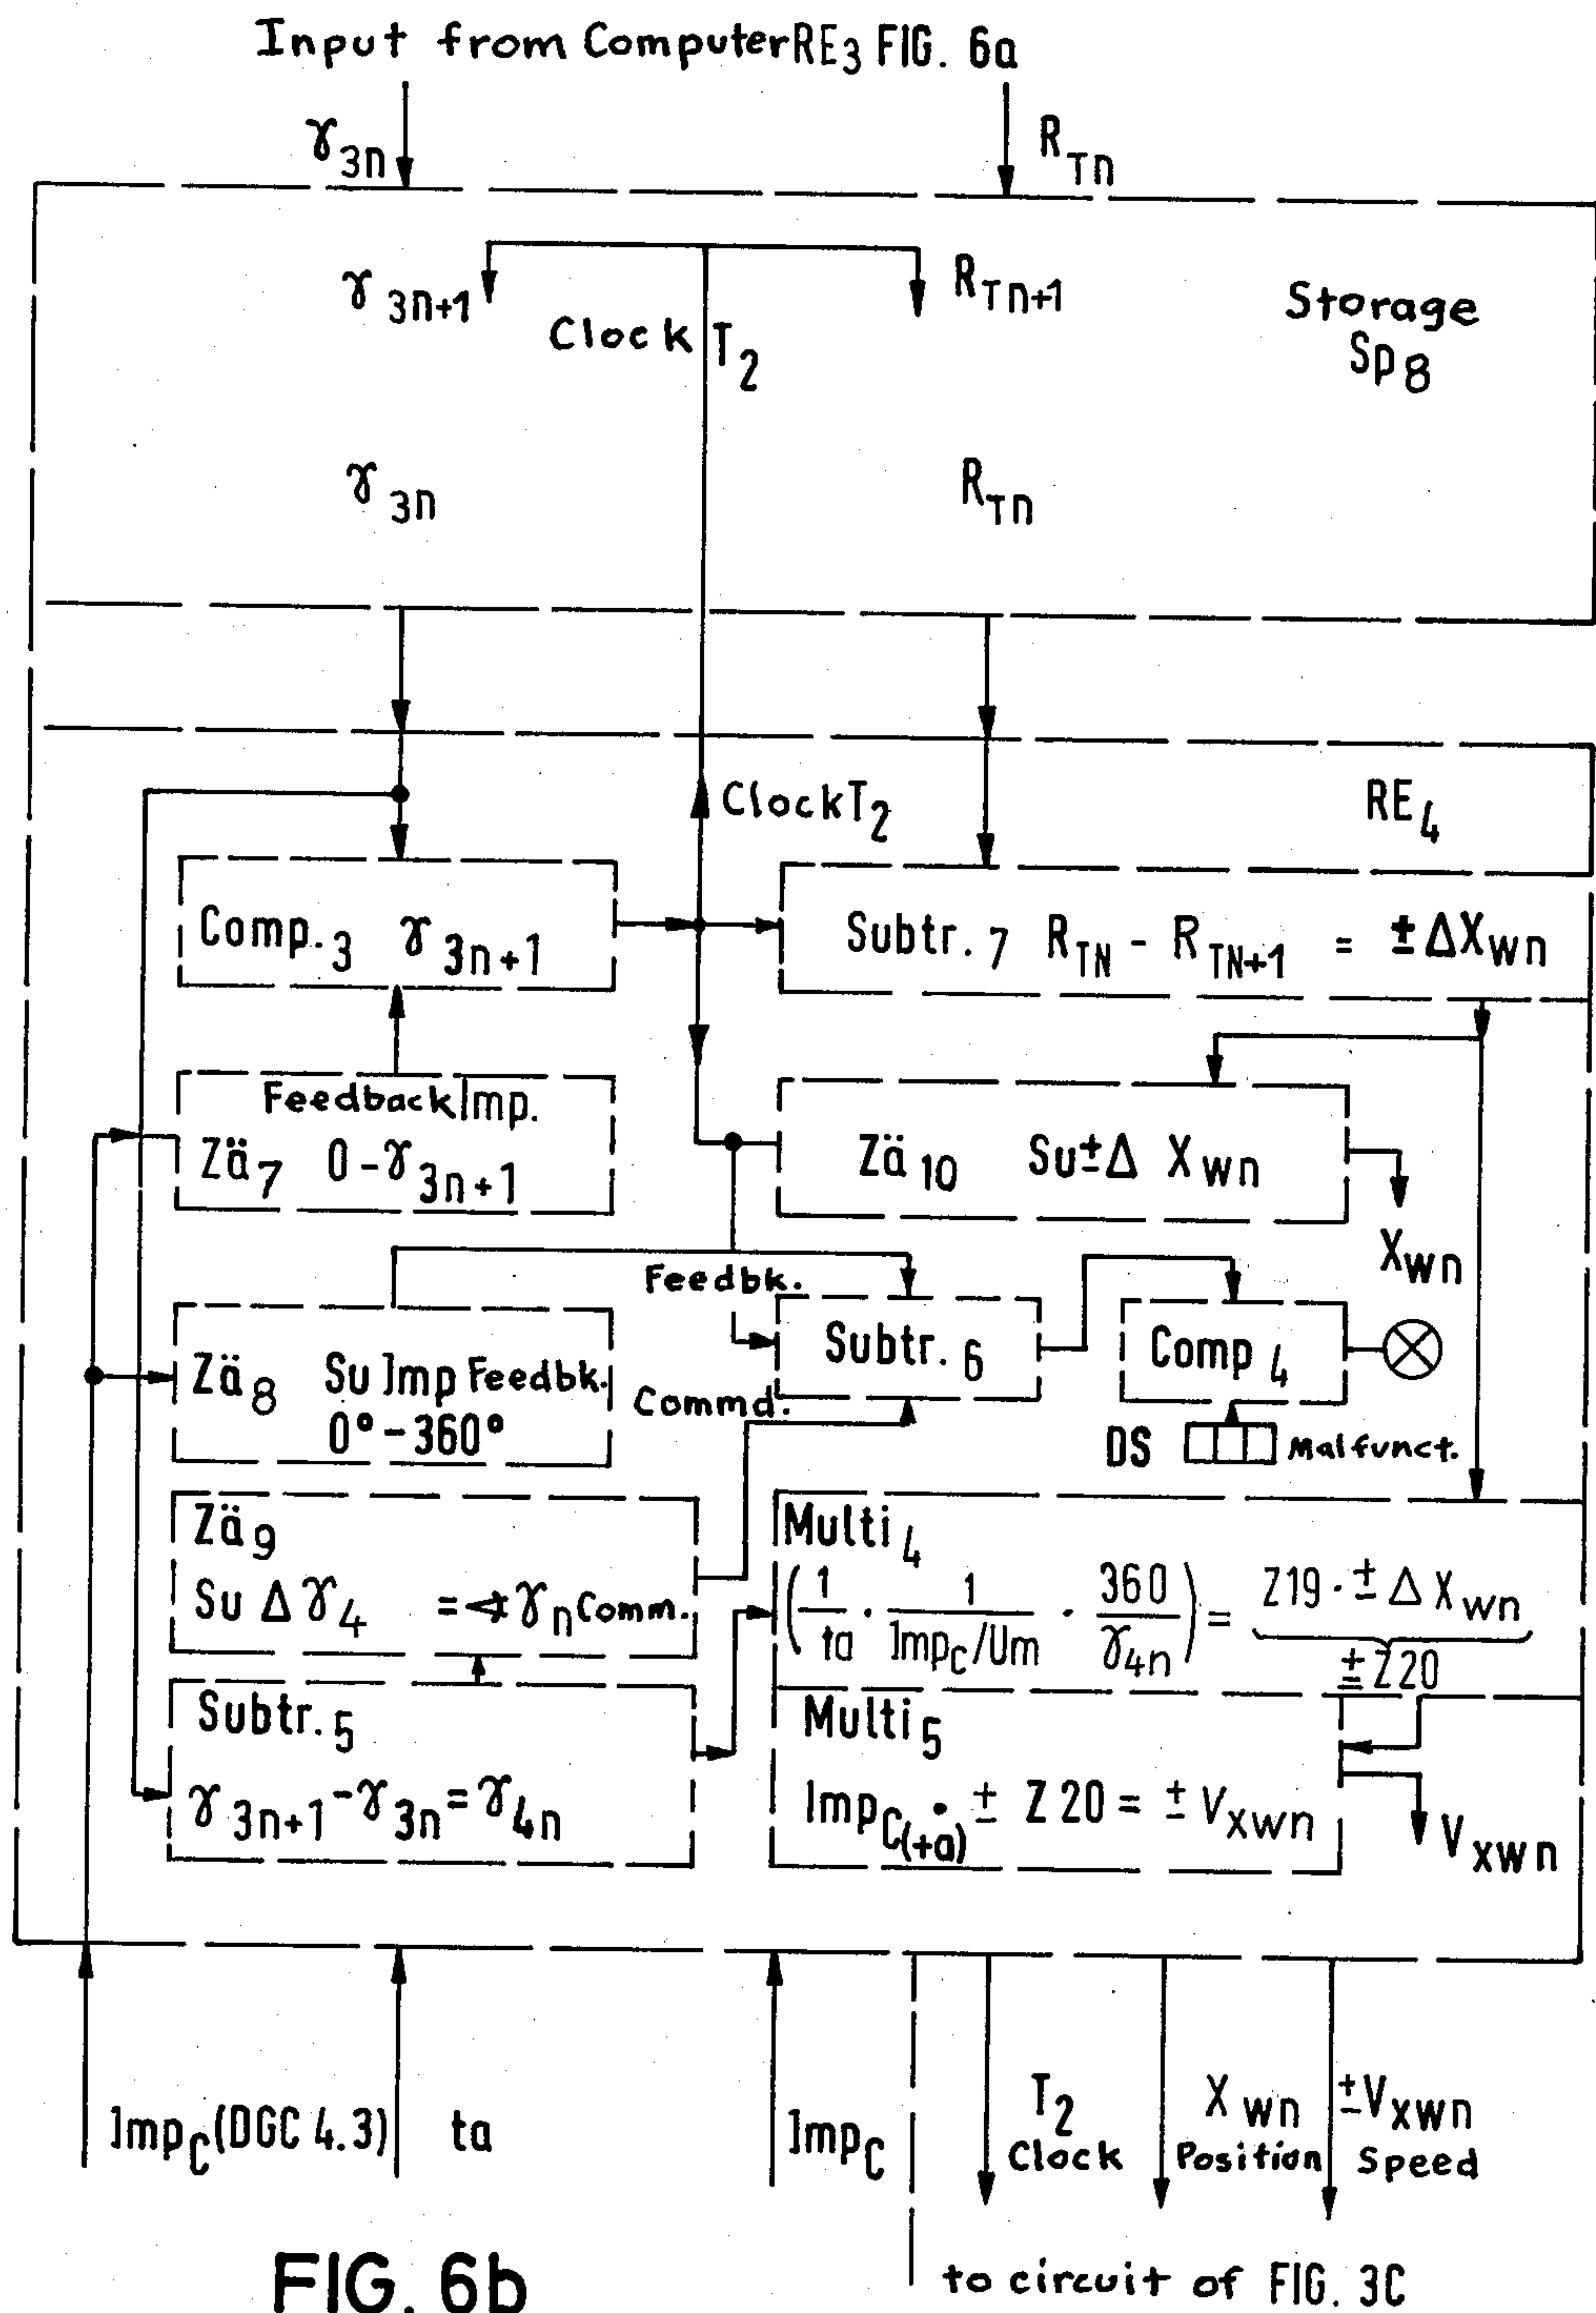 Input from Computer RE3 FIG. 6a
γ3n
RTn
γ3n+1
RTn+1
Clock T2
Storage
Sp8
γ3n
RTn
Clock T2
RE4
Comp.3 γ3n+1
Subtr.7 RTN - RTN+1 = ±ΔXwn
Feedback Imp.
Zä7 0-γ3n+1
Zä10 Su±Δ Xwn
Xwn
Feedbk.
Zä8 Su Imp Feedbk.
0°-360°
Subtr.6
Comp4
Commd.
DS
Malfunct.
Zä9
Su Δγ4 =∢γn Comm.
Multi4
(1/ta · 1/ImpC/Um · 360/γ4n) = Z19·±Δ Xwn
±Z20
Subtr.5
γ3n+1-γ3n=γ4n
Multi5
ImpC(+a) · ± Z20 = ± Vxwn
Vxwn
ImpC(DGC 4.3)
ta
ImpC
T2
Clock
Xwn
Position
±Vxwn
Speed
FIG. 6b
to circuit of FIG. 3C